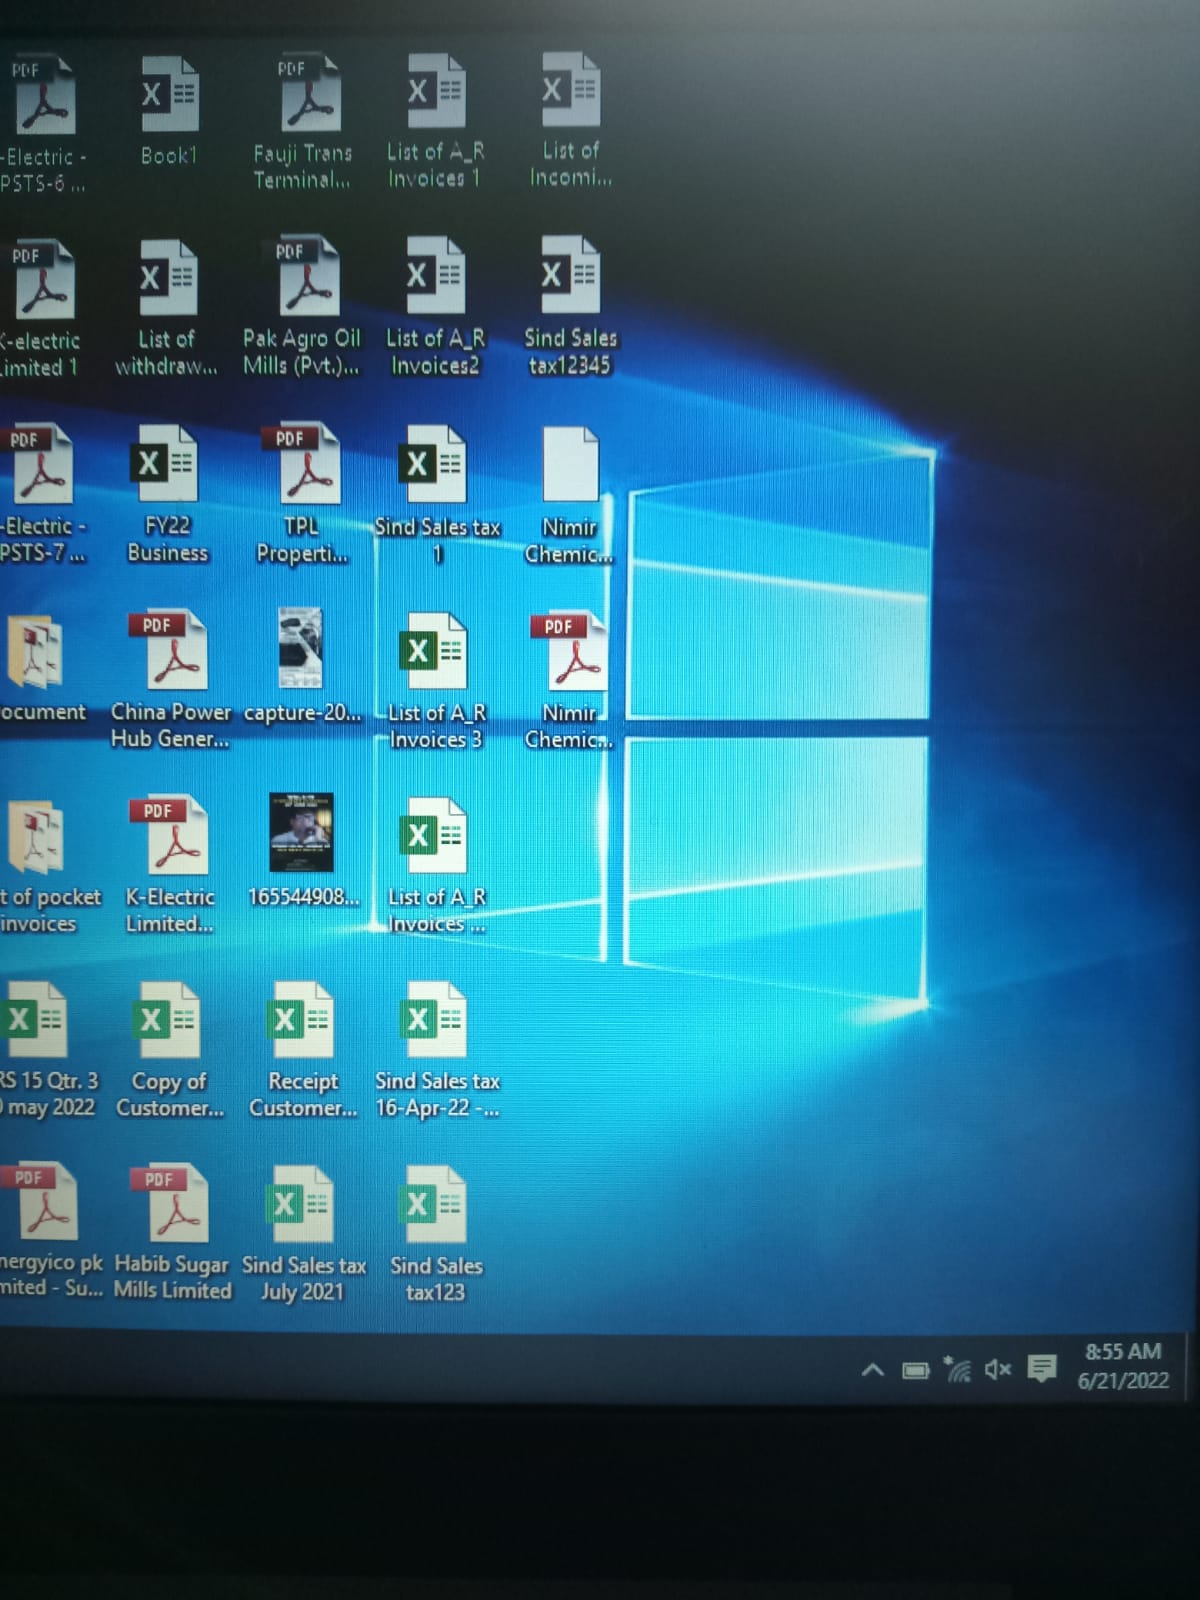 PDF
-Electric -
PSTS-6 ...
Book1
PDF
Fauji Trans
Terminal...
List of A_R
Invoices 1
List of
Incomi...
PDF
K-electric
Limited 1
List of
withdraw...
PDF
Pak Agro Oil
Mills (Pvt.)...
List of A_R
Invoices2
Sind Sales
tax12345
PDF
-Electric -
PSTS-7 ...
FY22
Business
PDF
TPL
Properti...
Sind Sales tax
1
Nimir
Chemic...
ocument
PDF
China Power
Hub Gener...
capture-20...
List of A_R
Invoices 3
PDF
Nimir
Chemic...
t of pocket
invoices
PDF
K-Electric
Limited...
165544908...
List of A_R
Invoices ...
RS 15 Qtr. 3
may 2022
Copy of
Customer...
Receipt
Customer...
Sind Sales tax
16-Apr-22 -...
PDF
nergyico pk
mited - Su...
PDF
Habib Sugar
Mills Limited
Sind Sales tax
July 2021
Sind Sales
tax123
8:55 AM
6/21/2022